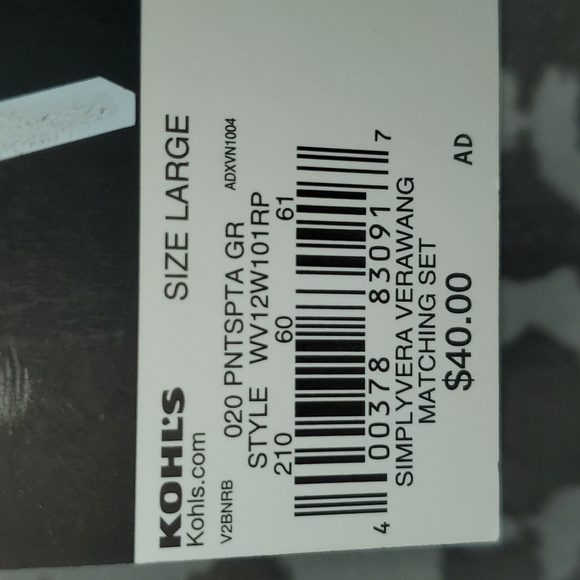 KOHL'S
Kohls.com
SIZE LARGE
V2BNRB
020 PNTSPTA GR
ADXVN1004
STYLE WV12W101RP
210 60 61
4 00378 83091 7
SIMPLYVERA VERAWANG
MATCHING SET
$40.00
AD